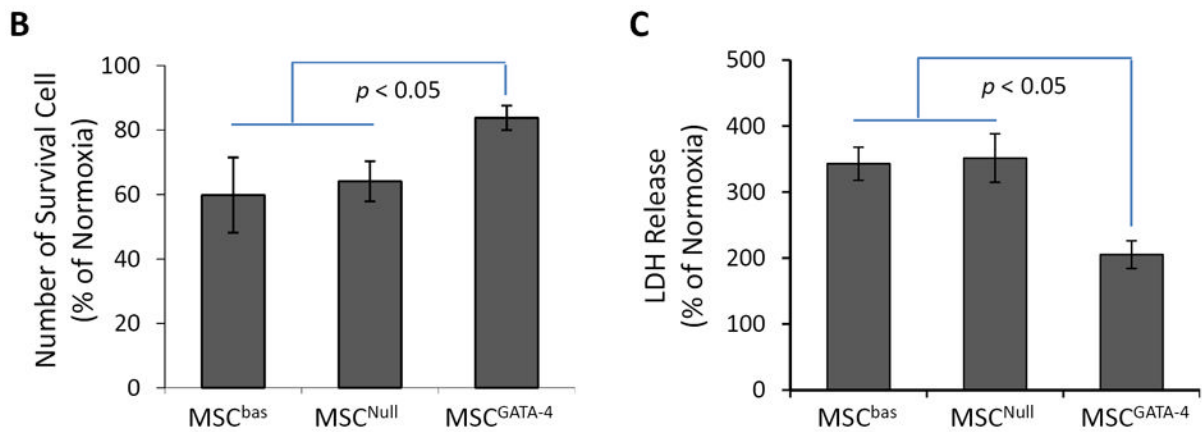 B
Number of Survival Cell
(% of Normoxia)
100
80
60
40
20
0
p < 0.05
MSCbas MSCNull MSCGATA-4
C
LDH Release
(% of Normoxia)
500
400
300
200
100
0
p < 0.05
MSCbas MSCNull MSCGATA-4